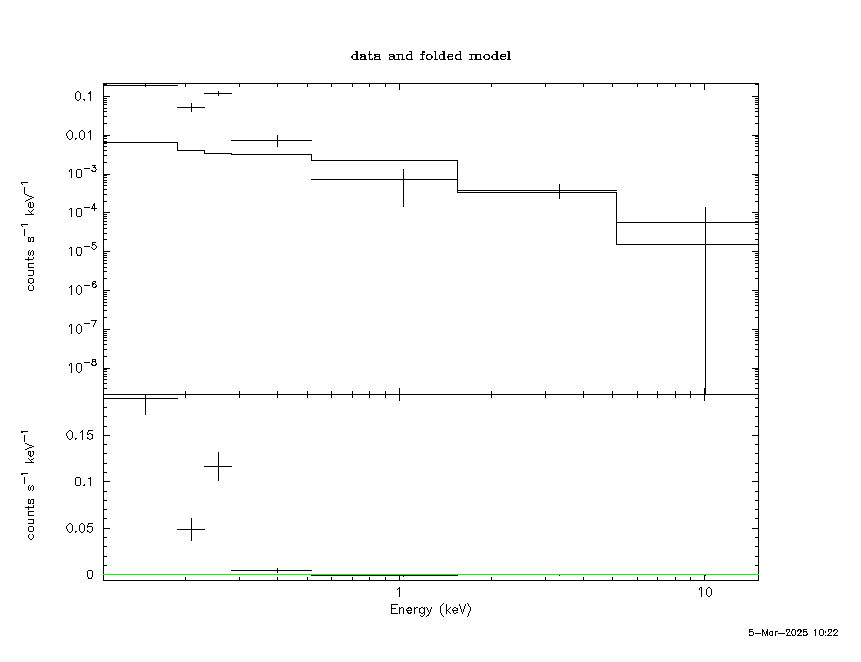 data and folded model
counts s⁻¹ keV⁻¹
0.1
0.01
10⁻³
10⁻⁴
10⁻⁵
10⁻⁶
10⁻⁷
10⁻⁸
counts s⁻¹ keV⁻¹
0.15
0.1
0.05
0
1 10
Energy (keV)
5-Mar-2025 10:22